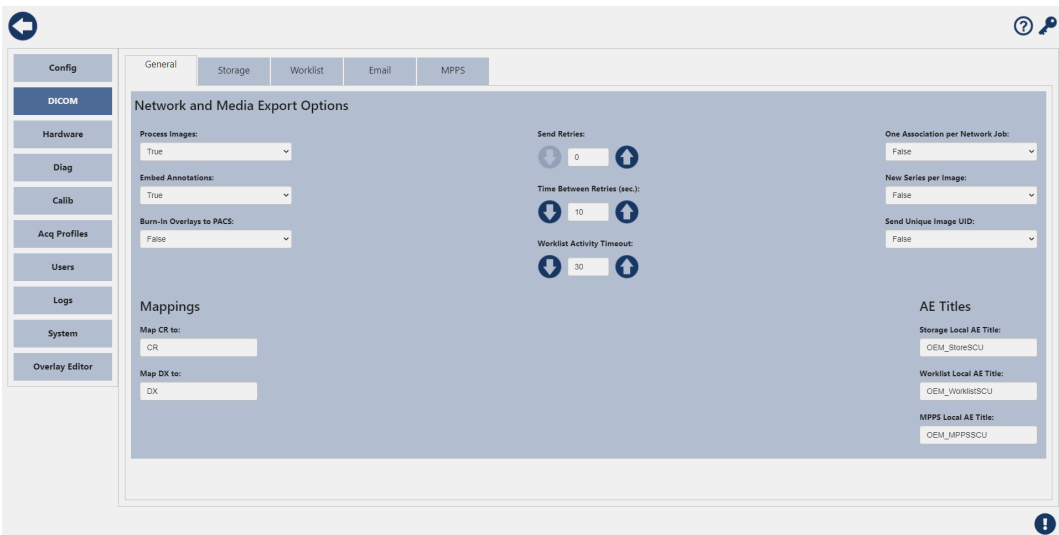 Config
DICOM
Hardware
Diag
Calib
Acq Profiles
Users
Logs
System
Overlay Editor
General Storage Worklist Email MPPS
Network and Media Export Options
Process Images:
True
Embed Annotations:
True
Burn-In Overlays to PACS:
False
Send Retries:
0
Time Between Retries (sec.):
10
Worklist Activity Timeout:
30
One Association per Network Job:
False
New Series per Image:
False
Send Unique Image UID:
False
Mappings
Map CR to:
CR
Map DX to:
DX
AE Titles
Storage Local AE Title:
OEM_StoreSCU
Worklist Local AE Title:
OEM_WorklistSCU
MPPS Local AE Title:
OEM_MPPSSCU